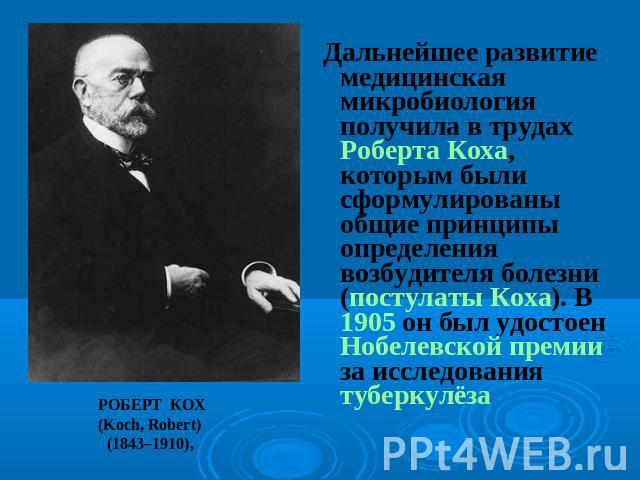 Дальнейшее развитие
медицинская
микробиология
получила в трудах
Роберта Коха,
которым были
сформулированы
общие принципы
определения
возбудителя болезни
(постулаты Коха). В
1905 он был удостоен
Нобелевской премии
за исследования
туберкулёза
РОБЕРТ КОХ
(Koch, Robert)
(1843–1910),
PPt4WEB.ru